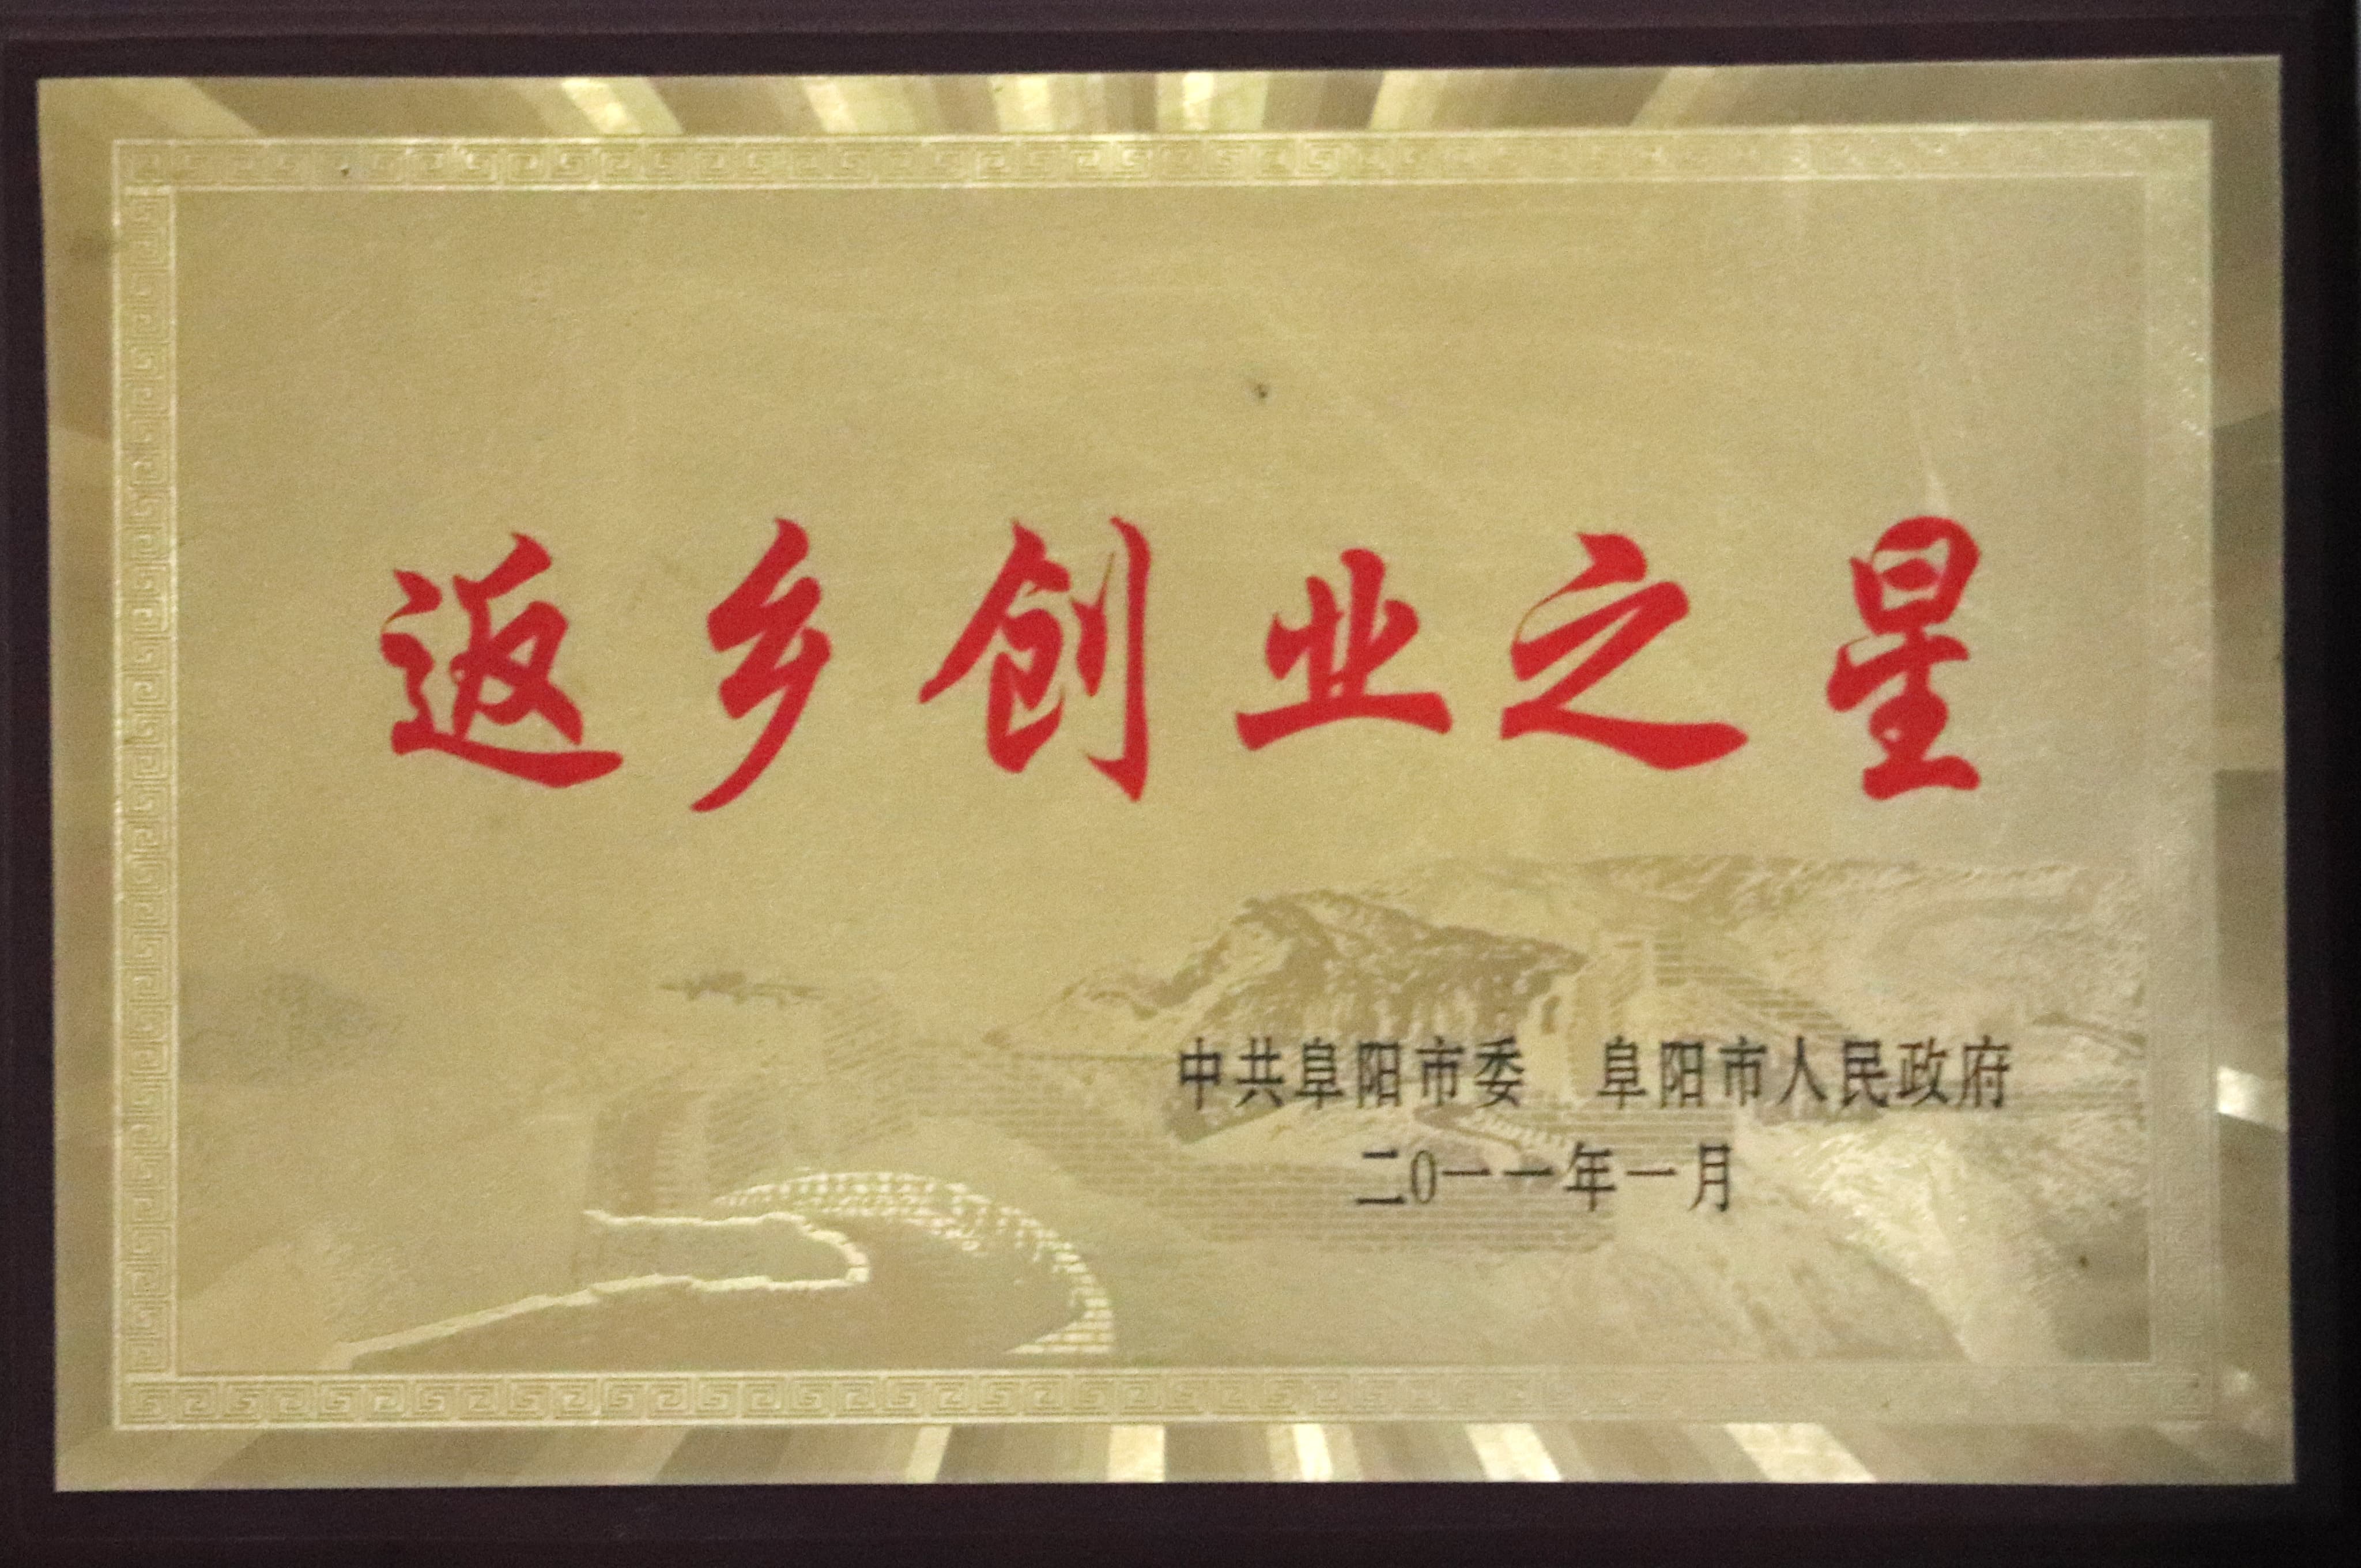 返乡创业之星
中共阜阳市委 阜阳市人民政府
二0一一年一月